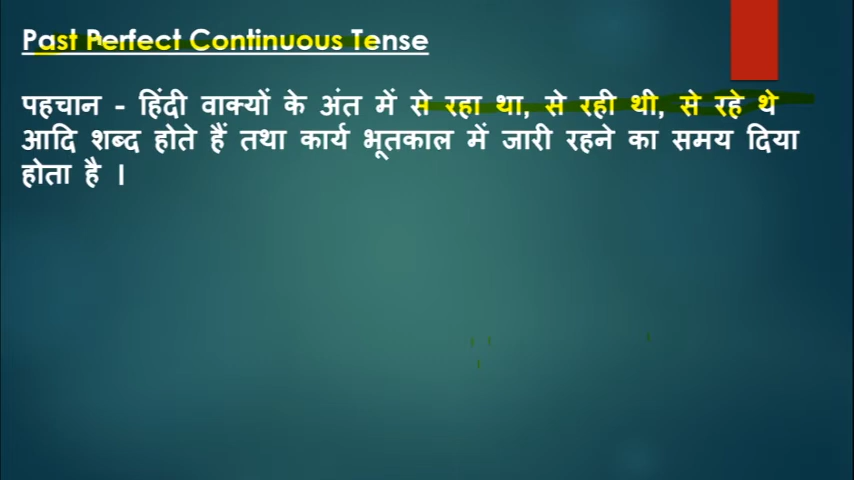 Past Perfect Continuous Tense
पहचान - हिंदी वाक्यों के अंत में से रहा था, से रही थी, से रहे थे
आदि शब्द होते हैं तथा कार्य भूतकाल में जारी रहने का समय दिया
होता है ।